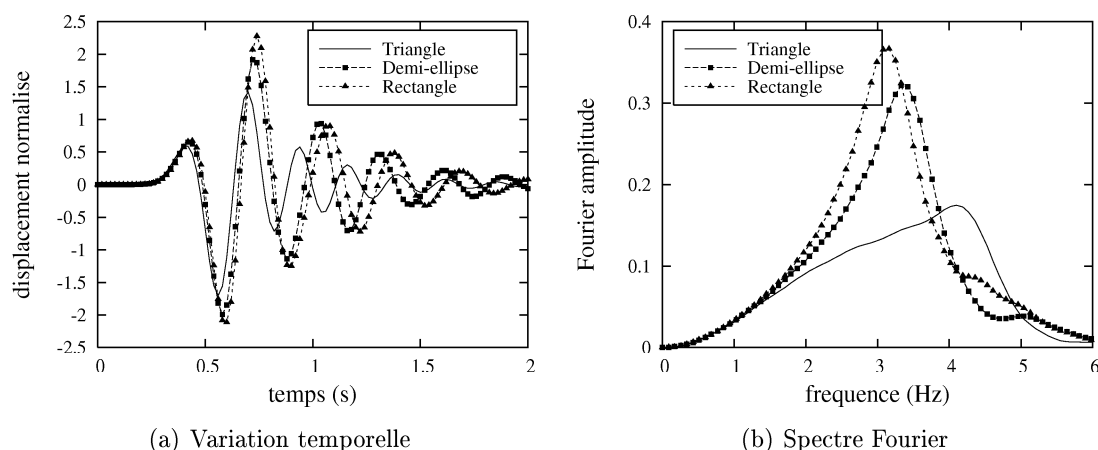 2.5
2
1.5
1
0.5
0
-0.5
-1
-1.5
-2
-2.5
0
0.5
1
1.5
2
displacement normalise
temps (s)
Triangle
Demi-ellipse
Rectangle
(a) Variation temporelle
0.4
0.3
0.2
0.1
0
0
1
2
3
4
5
6
Fourier amplitude
frequence (Hz)
Triangle
Demi-ellipse
Rectangle
(b) Spectre Fourier